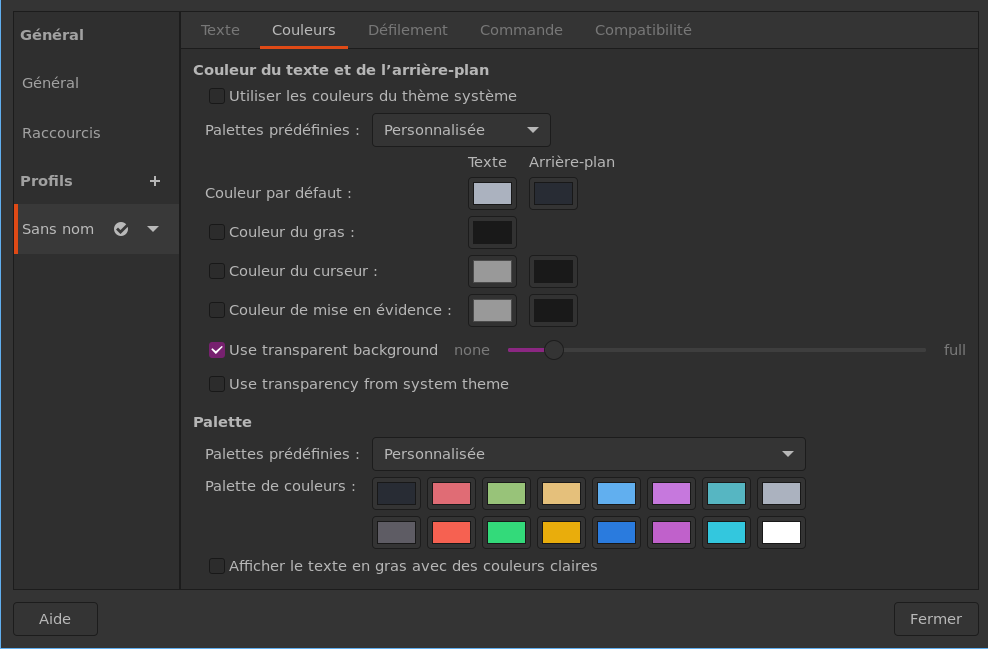 Général
Général
Raccourcis
Profils +
Sans nom
Texte Couleurs Défilement Commande Compatibilité
Couleur du texte et de l’arrière-plan
Utiliser les couleurs du thème système
Palettes prédéfinies : Personnalisée
Texte Arrière-plan
Couleur par défaut :
Couleur du gras :
Couleur du curseur :
Couleur de mise en évidence :
Use transparent background none full
Use transparency from system theme
Palette
Palettes prédéfinies : Personnalisée
Palette de couleurs :
Afficher le texte en gras avec des couleurs claires
Aide Fermer